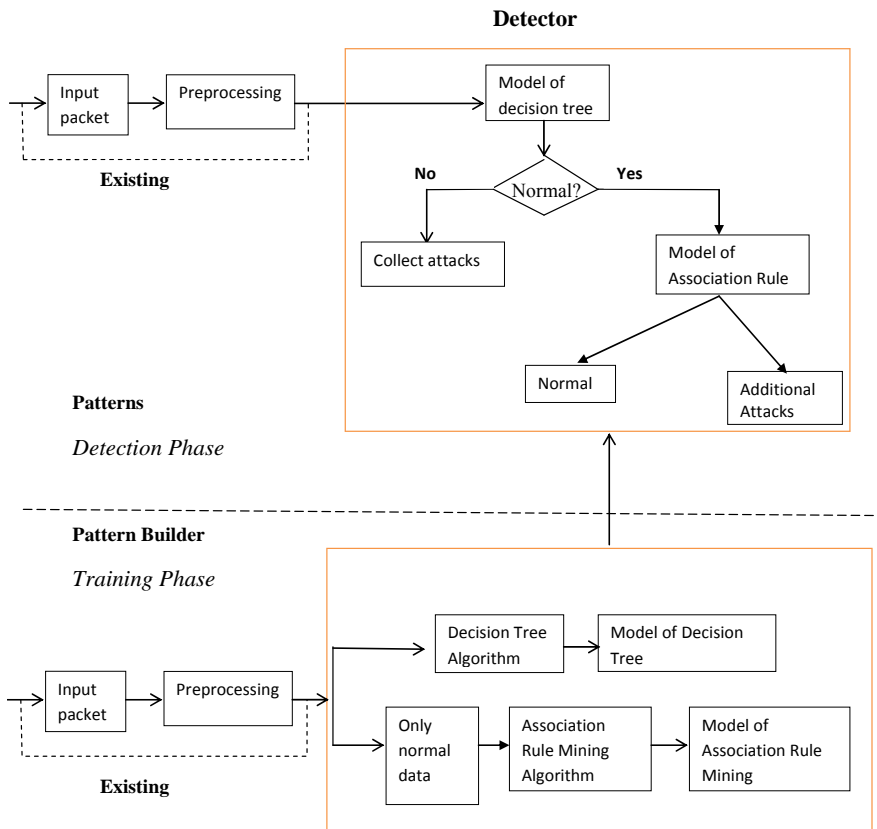 Detector
Input
packet
Preprocessing
Model of
decision tree
Existing
No
Normal?
Yes
Collect attacks
Model of
Association Rule
Normal
Additional
Attacks
Patterns
Detection Phase
Pattern Builder
Training Phase
Decision Tree
Algorithm
Model of Decision
Tree
Input
packet
Preprocessing
Only
normal
data
Association
Rule Mining
Algorithm
Model of
Association Rule
Mining
Existing